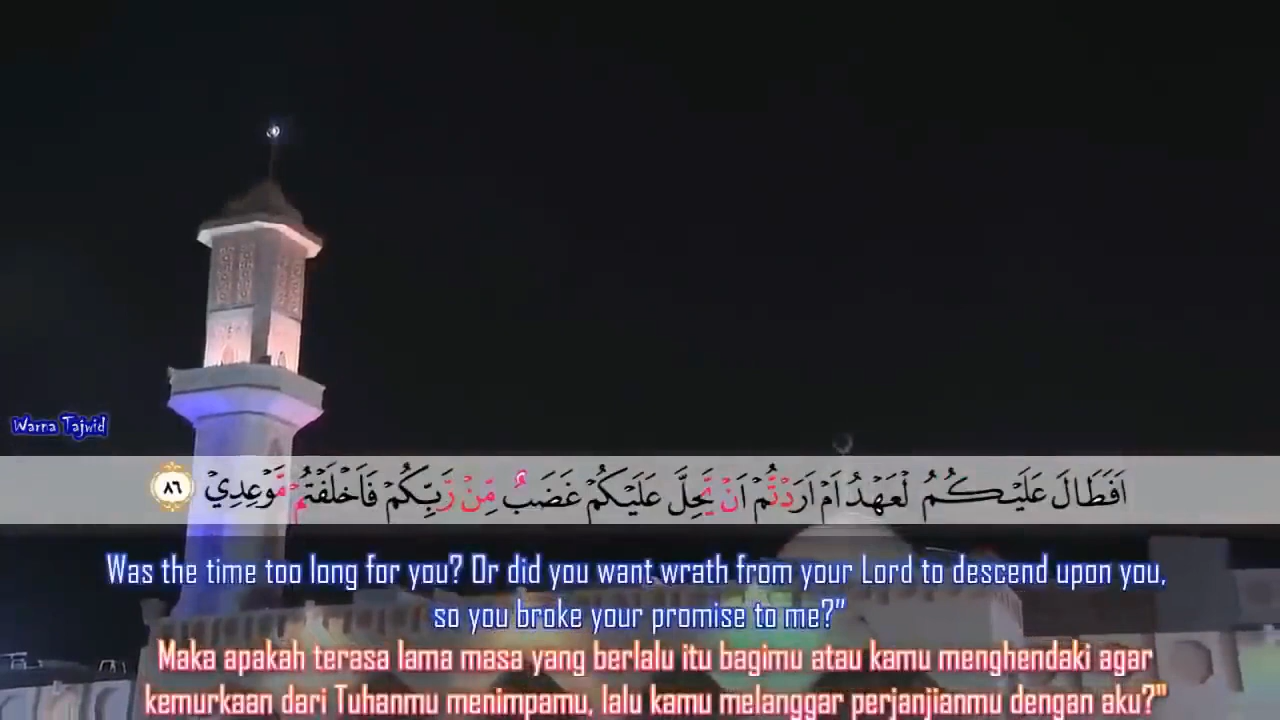 Warna Tajwid
اَفَطَالَ عَلَيْكُمُ لْعَهْدُ اَمْ اَرَدْتُّمْ اَنْ يَّحِلَّ عَلَيْكُمْ غَضَبٌ مِّنْ رَّبِّكُمْ فَاَخْلَفْتُمْ مَّوْعِدِيْ ٨٦
Was the time too long for you? Or did you want wrath from your Lord to descend upon you,
so you broke your promise to me?”
Maka apakah terasa lama masa yang berlalu itu bagimu atau kamu menghendaki agar
kemurkaan dari Tuhanmu menimpamu, lalu kamu melanggar perjanjianmu dengan aku?"